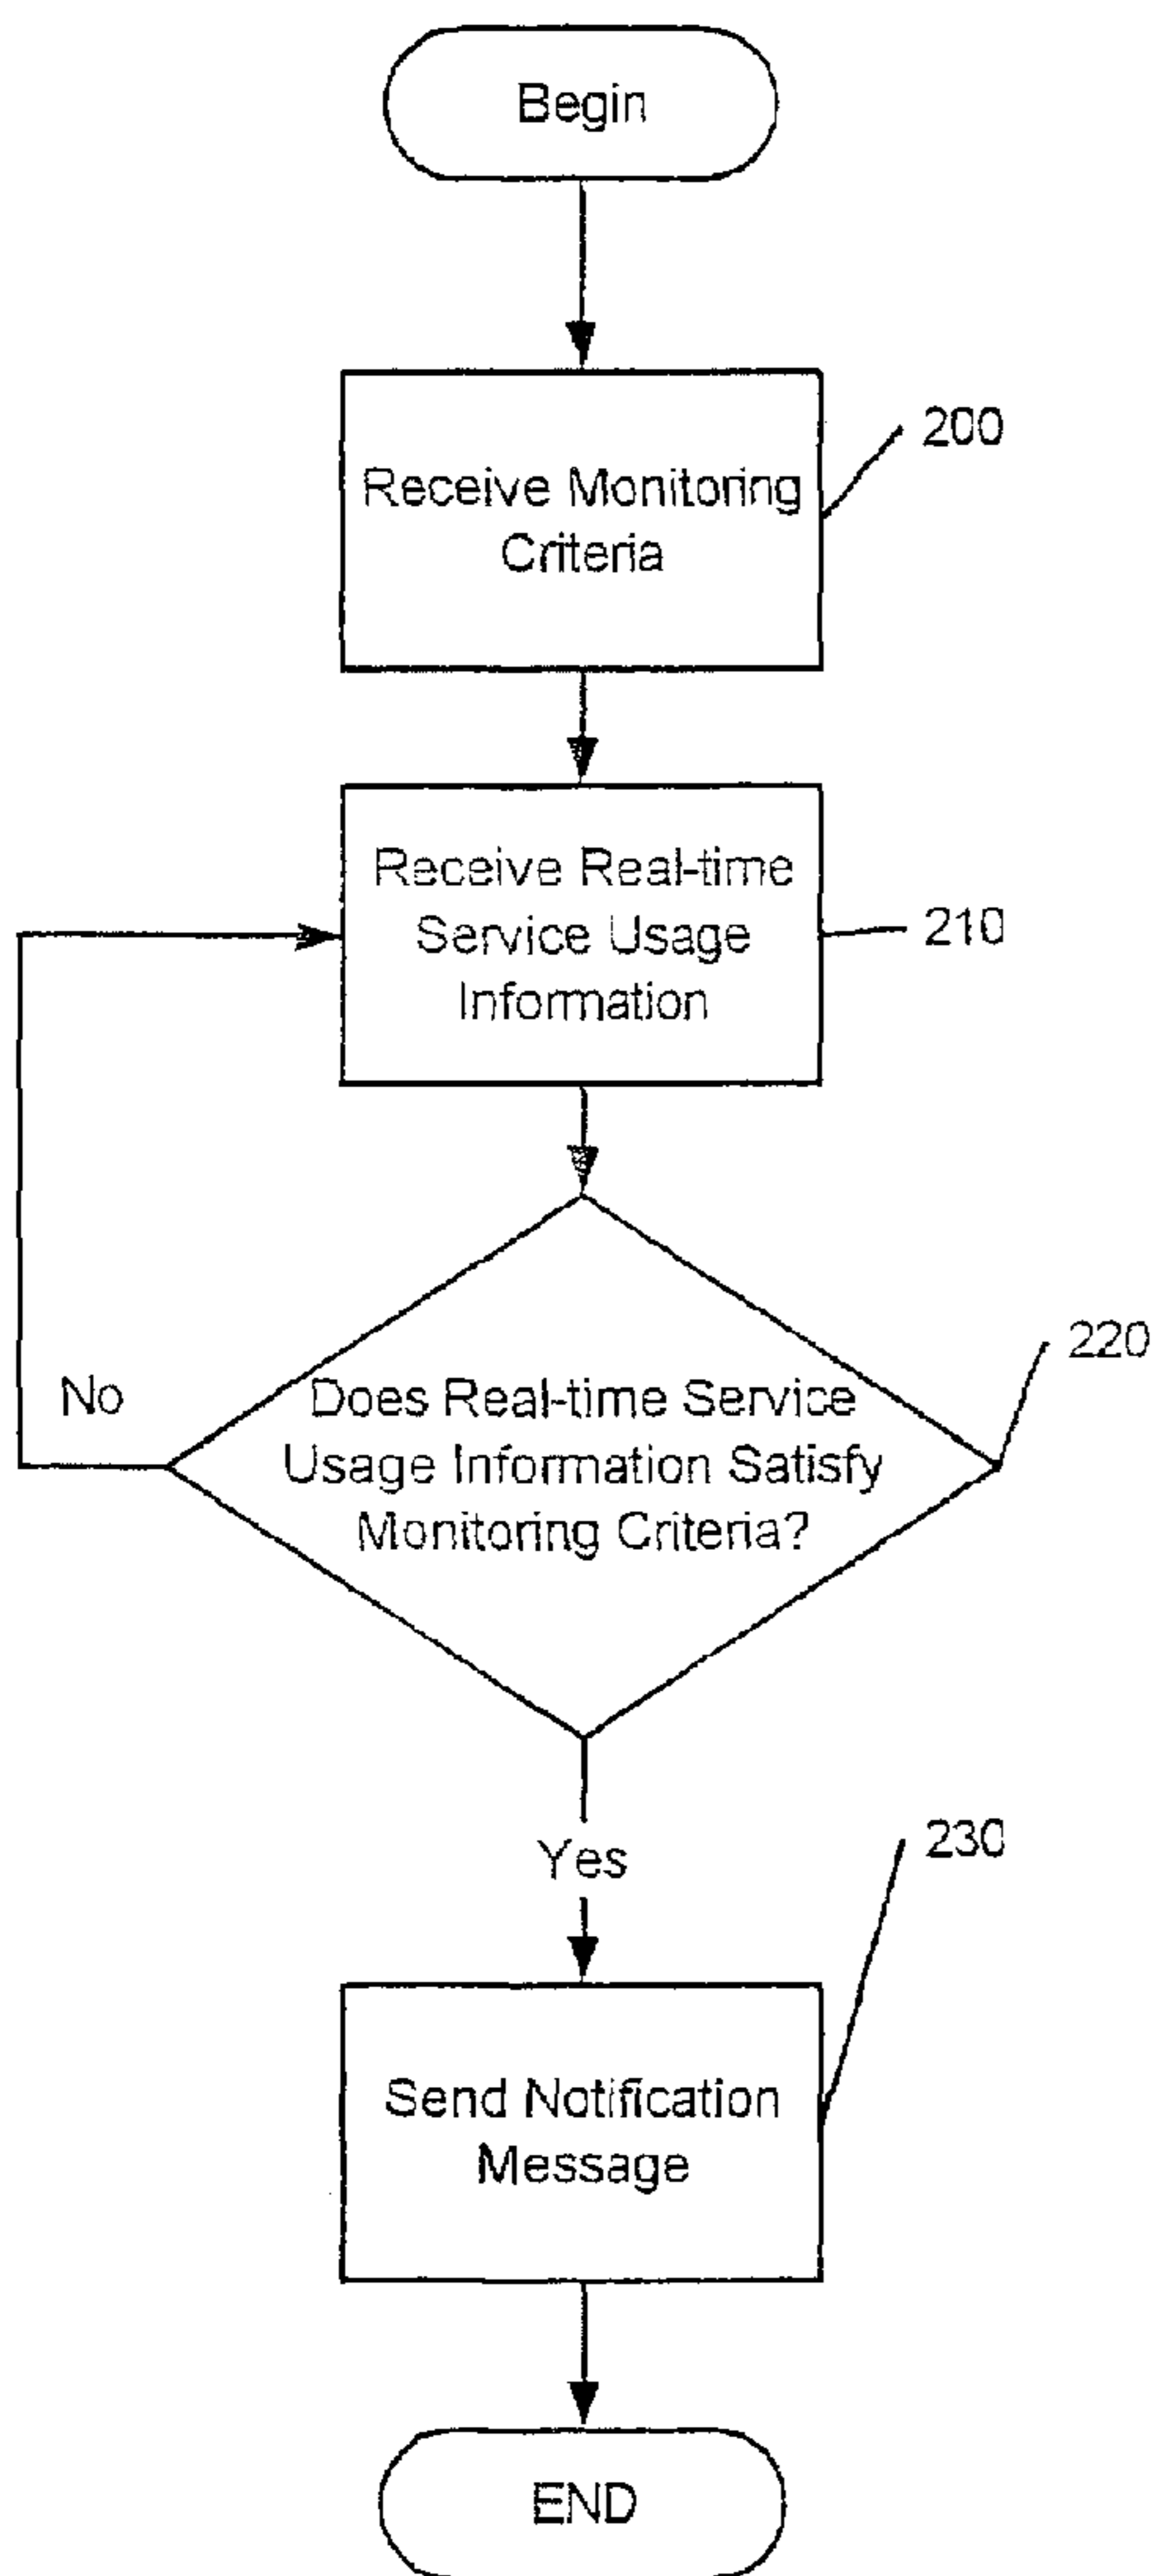 Begin
Receive Monitoring
Criteria
200
Receive Real-time
Service Usage
Information
210
Does Real-time Service
Usage Information Satisfy
Monitoring Criteria?
220
No
Yes
230
Send Notification
Message
END